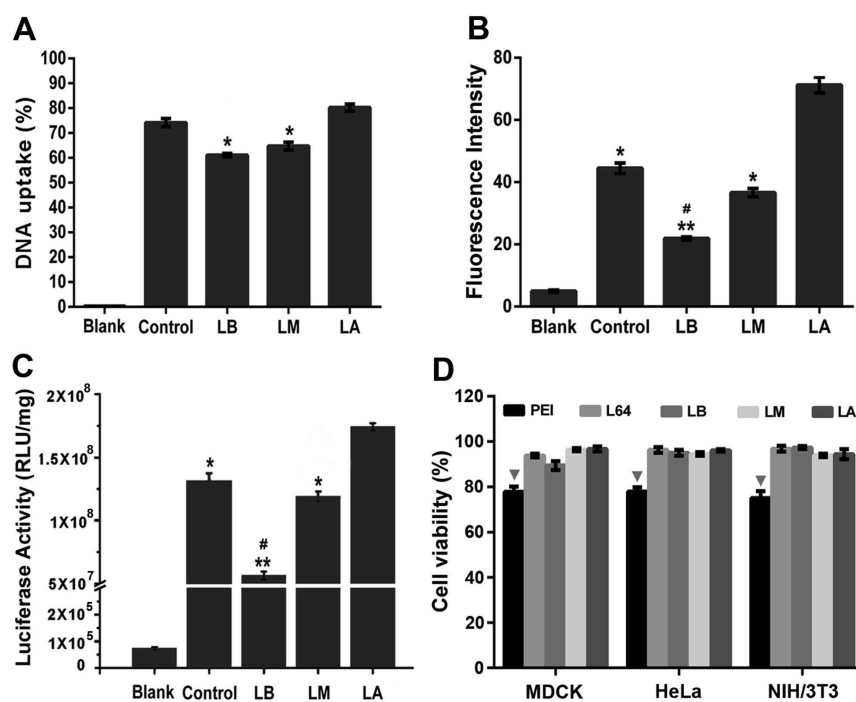 A
DNA uptake (%)
100
90
80
70
60
50
40
30
20
10
0
* *
Blank Control LB LM LA
B
Fluorescence Intensity
80
60
40
20
0
* # ** *
Blank Control LB LM LA
C
Luciferase Activity (RLU/mg)
2X10⁸
1.5X10⁸
1X10⁸
5X10⁷
2X10⁵
1X10⁵
0
* # ** *
Blank Control LB LM LA
D
Cell viability (%)
120
100
80
60
40
20
0
PEI L64 LB LM LA
MDCK HeLa NIH/3T3